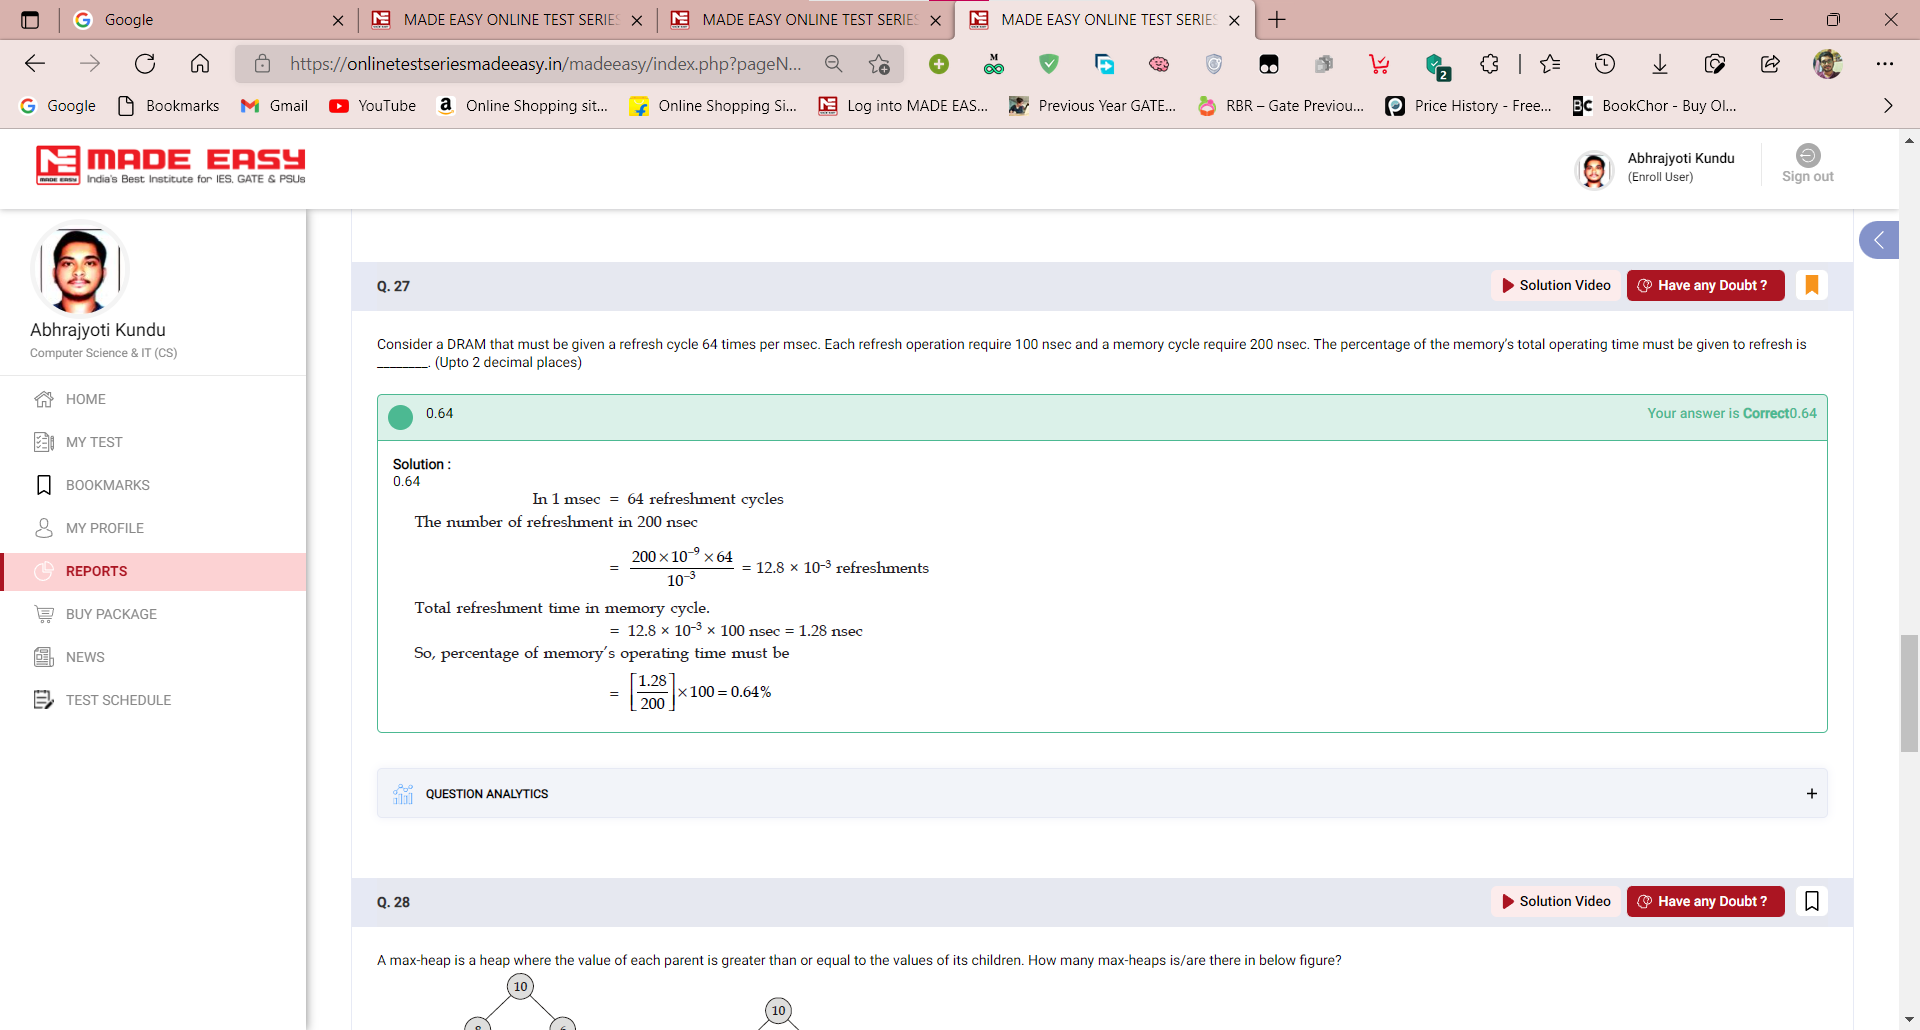 Google
MADE EASY ONLINE TEST SERIES
MADE EASY ONLINE TEST SERIES
MADE EASY ONLINE TEST SERIES
https://onlinetestseriesmadeeasy.in/madeeasy/index.php?pageN...
M
2
Google
Bookmarks
Gmail
YouTube
Online Shopping sit...
Online Shopping Si...
Log into MADE EAS...
Previous Year GATE...
RBR – Gate Previou...
Price History - Free...
BookChor - Buy Ol...
MADE EASY
India's Best Institute for IES, GATE & PSUs
Abhrajyoti Kundu
(Enroll User)
Sign out
Abhrajyoti Kundu
Computer Science & IT (CS)
HOME
MY TEST
BOOKMARKS
MY PROFILE
REPORTS
BUY PACKAGE
NEWS
TEST SCHEDULE
Q. 27
Solution Video
Have any Doubt ?
Consider a DRAM that must be given a refresh cycle 64 times per msec. Each refresh operation require 100 nsec and a memory cycle require 200 nsec. The percentage of the memory's total operating time must be given to refresh is
________. (Upto 2 decimal places)
0.64
Your answer is Correct0.64
Solution :
0.64
In 1 msec = 64 refreshment cycles
The number of refreshment in 200 nsec
= 200 × 10⁻⁹ × 64 / 10⁻³ = 12.8 × 10⁻³ refreshments
Total refreshment time in memory cycle.
= 12.8 × 10⁻³ × 100 nsec = 1.28 nsec
So, percentage of memory's operating time must be
= [1.28 / 200] × 100 = 0.64%
QUESTION ANALYTICS
+
Q. 28
Solution Video
Have any Doubt ?
A max-heap is a heap where the value of each parent is greater than or equal to the values of its children. How many max-heaps is/are there in below figure?
10
10